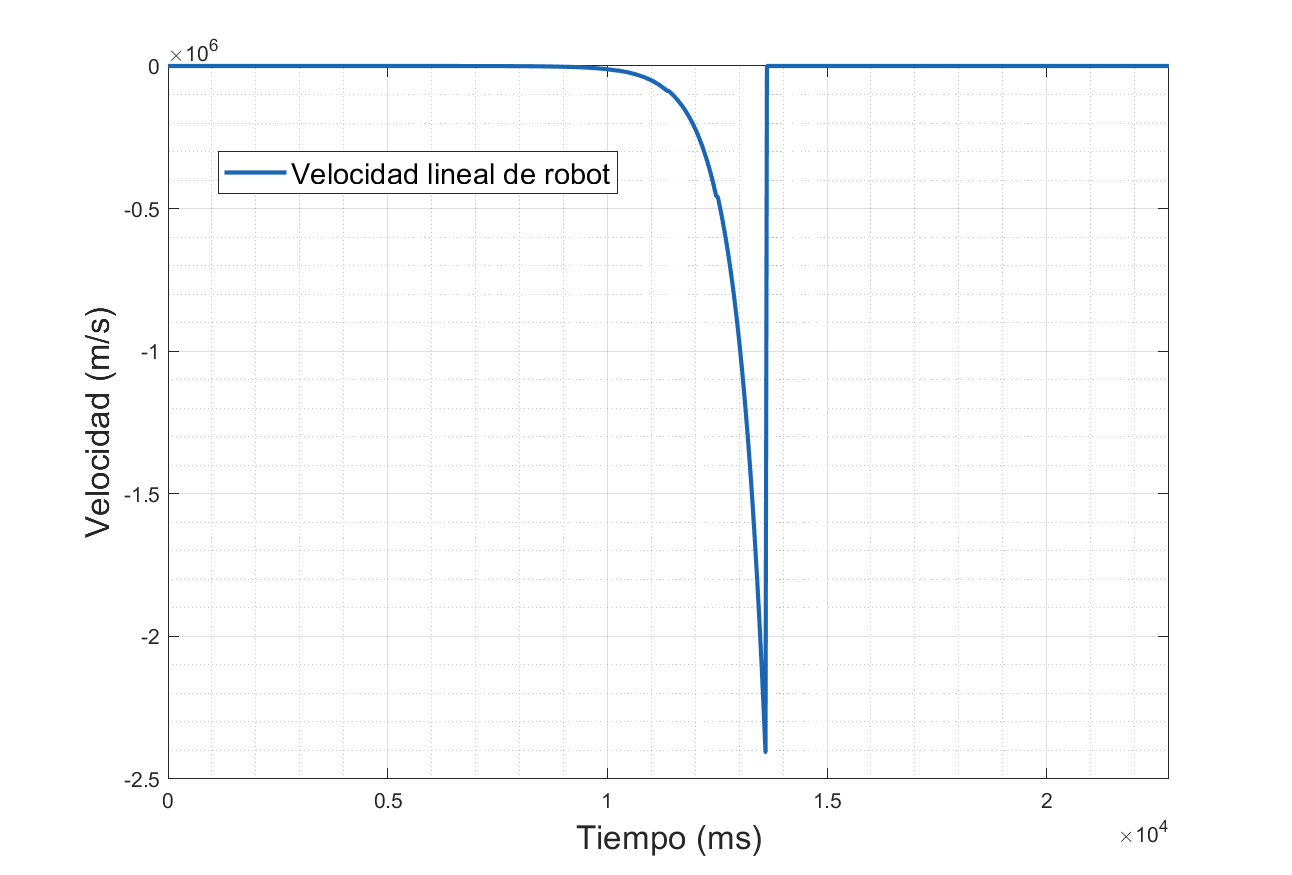 ×10⁶
0
Velocidad lineal de robot
-0.5
-1
-1.5
-2
-2.5
Velocidad (m/s)
0 0.5 1 1.5 2
×10⁴
Tiempo (ms)